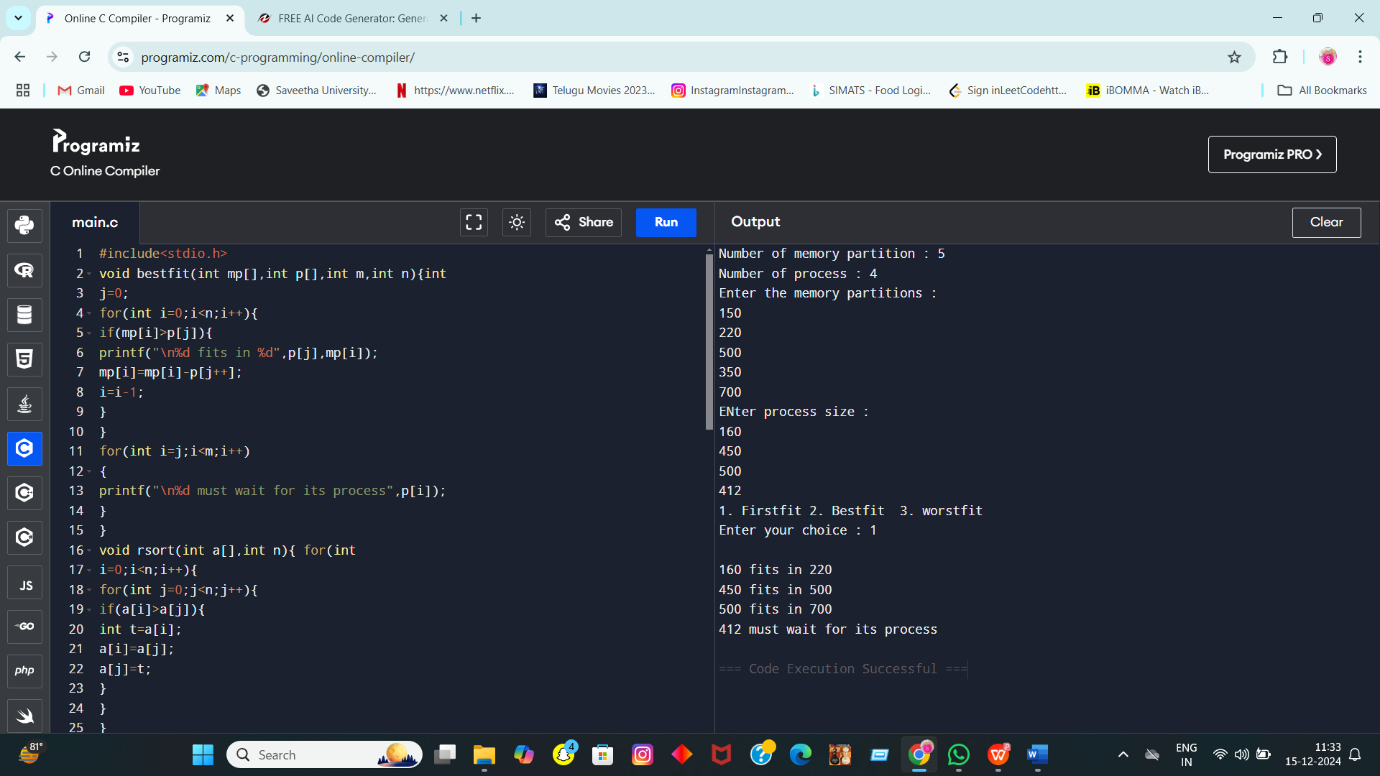 Online C Compiler - Programiz
FREE AI Code Generator: Gener
programiz.com/c-programming/online-compiler/
Gmail
YouTube
Maps
Saveetha University...
https://www.netflix....
Telugu Movies 2023...
InstagramInstagram...
SIMATS - Food Logi...
Sign inLeetCodehtt...
iBOMMA - Watch iB...
All Bookmarks
Programiz
C Online Compiler
Programiz PRO
main.c
Share
Run
Output
Clear
1 #include<stdio.h>
2 void bestfit(int mp[],int p[],int m,int n){int
3 j=0;
4 for(int i=0;i<n;i++){
5 if(mp[i]>p[j]){
6 printf("\n%d fits in %d",p[j],mp[i]);
7 mp[i]=mp[i]-p[j++];
8 i=i-1;
9 }
10 }
11 for(int i=j;i<m;i++)
12 {
13 printf("\n%d must wait for its process",p[i]);
14 }
15 }
16 void rsort(int a[],int n){ for(int
17 i=0;i<n;i++){
18 for(int j=0;j<n;j++){
19 if(a[i]>a[j]){
20 int t=a[i];
21 a[i]=a[j];
22 a[j]=t;
23 }
24 }
25 }
Number of memory partition : 5
Number of process : 4
Enter the memory partitions :
150
220
500
350
700
ENter process size :
160
450
500
412
1. Firstfit 2. Bestfit  3. worstfit
Enter your choice : 1
160 fits in 220
450 fits in 500
500 fits in 700
412 must wait for its process
=== Code Execution Successful ===
JS
GO
php
81°
Search
4
ENG
IN
11:33
15-12-2024